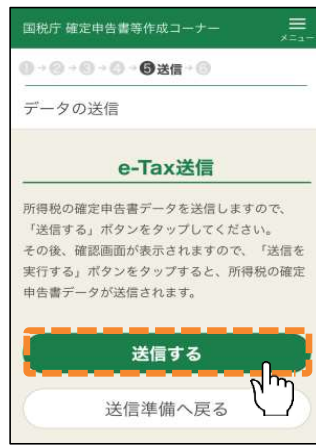 国税庁 確定申告書等作成コーナー
メニュー
1→2→3→4→5送信→6
データの送信
e-Tax送信
所得税の確定申告書データを送信しますので、
「送信する」ボタンをタップしてください。
その後、確認画面が表示されますので、「送信を
実行する」ボタンをタップすると、所得税の確定
申告書データが送信されます。
送信する
送信準備へ戻る